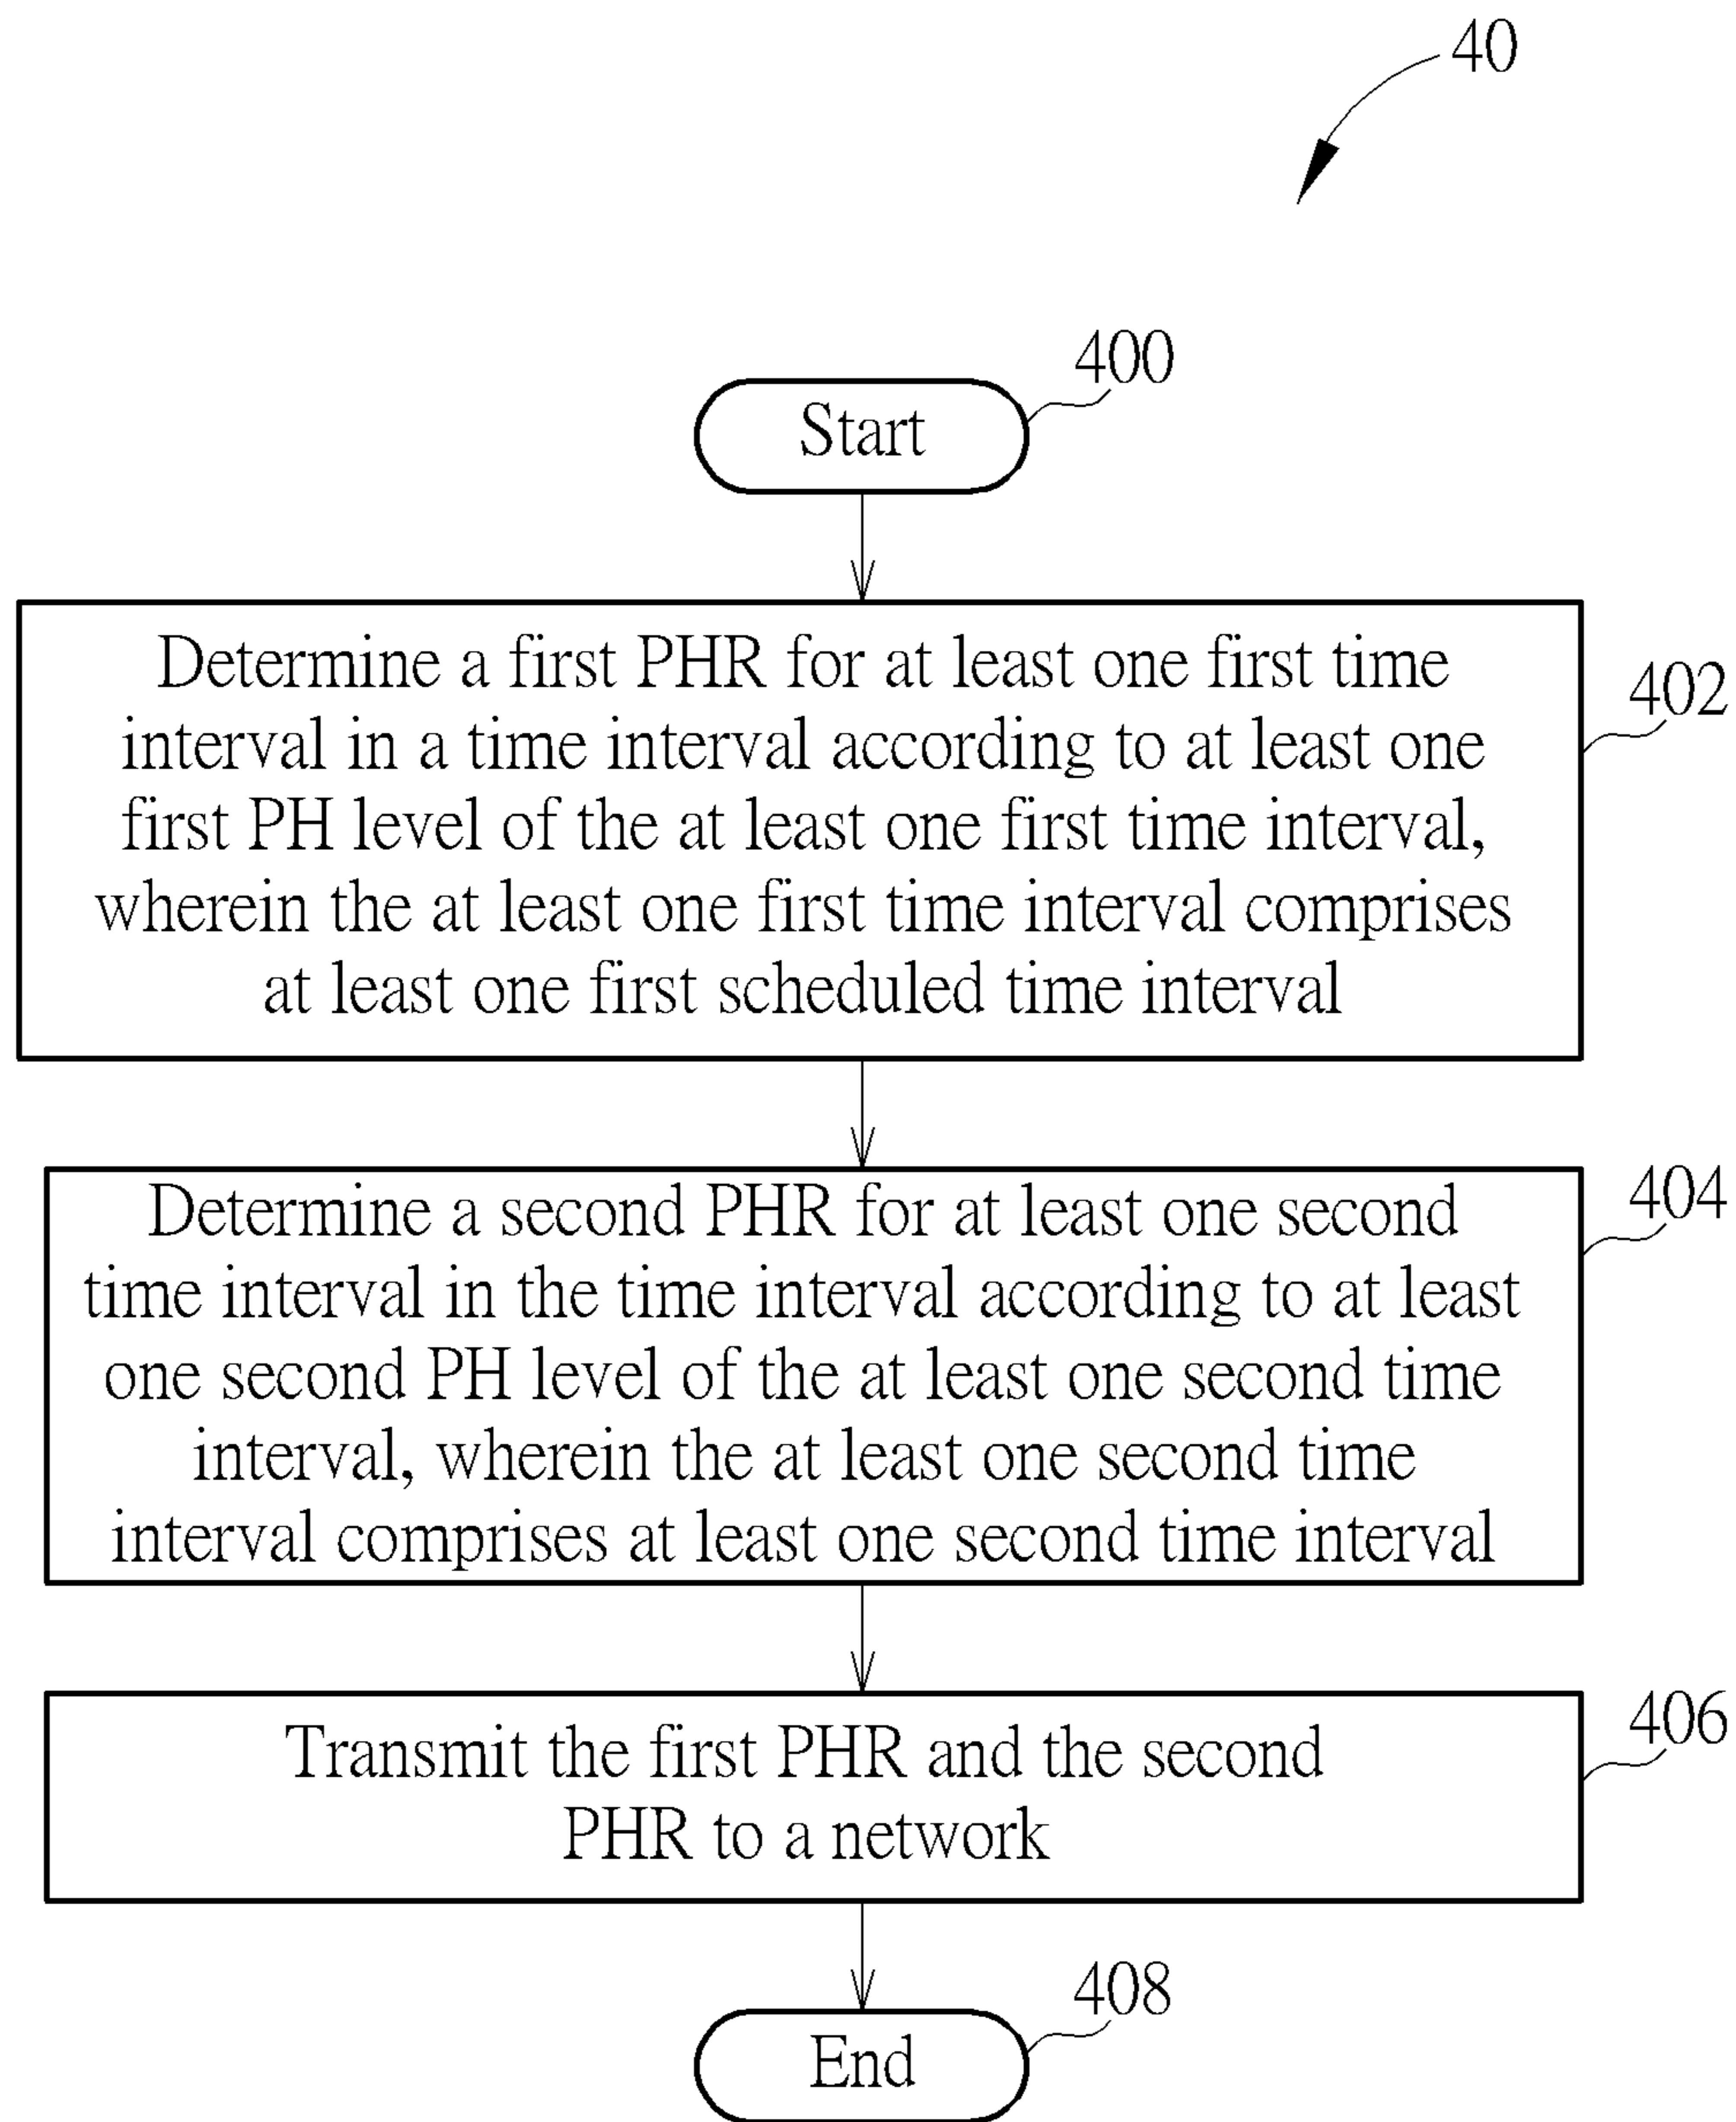 40
400
Start
Determine a first PHR for at least one first time
interval in a time interval according to at least one
first PH level of the at least one first time interval,
wherein the at least one first time interval comprises
at least one first scheduled time interval
402
Determine a second PHR for at least one second
time interval in the time interval according to at least
one second PH level of the at least one second time
interval, wherein the at least one second time
interval comprises at least one second time interval
404
Transmit the first PHR and the second
PHR to a network
406
408
End